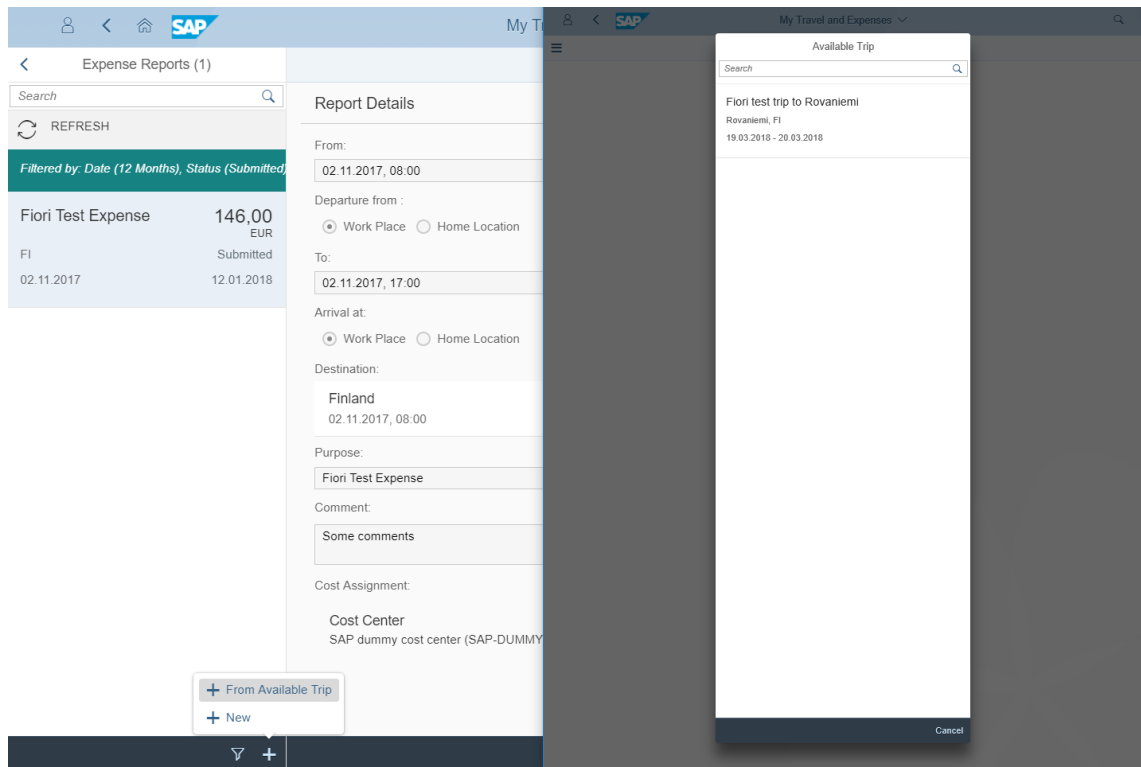 SAP
My T
Expense Reports (1)
Search
REFRESH
Filtered by: Date (12 Months), Status (Submitted)
Fiori Test Expense
146,00
EUR
FI
Submitted
02.11.2017
12.01.2018
Report Details
From:
02.11.2017, 08:00
Departure from :
Work Place
Home Location
To:
02.11.2017, 17:00
Arrival at:
Work Place
Home Location
Destination:
Finland
02.11.2017, 08:00
Purpose:
Fiori Test Expense
Comment:
Some comments
Cost Assignment:
Cost Center
SAP dummy cost center (SAP-DUMMY
From Available Trip
New
SAP
My Travel and Expenses
Available Trip
Search
Fiori test trip to Rovaniemi
Rovaniemi, FI
19.03.2018 - 20.03.2018
Cancel